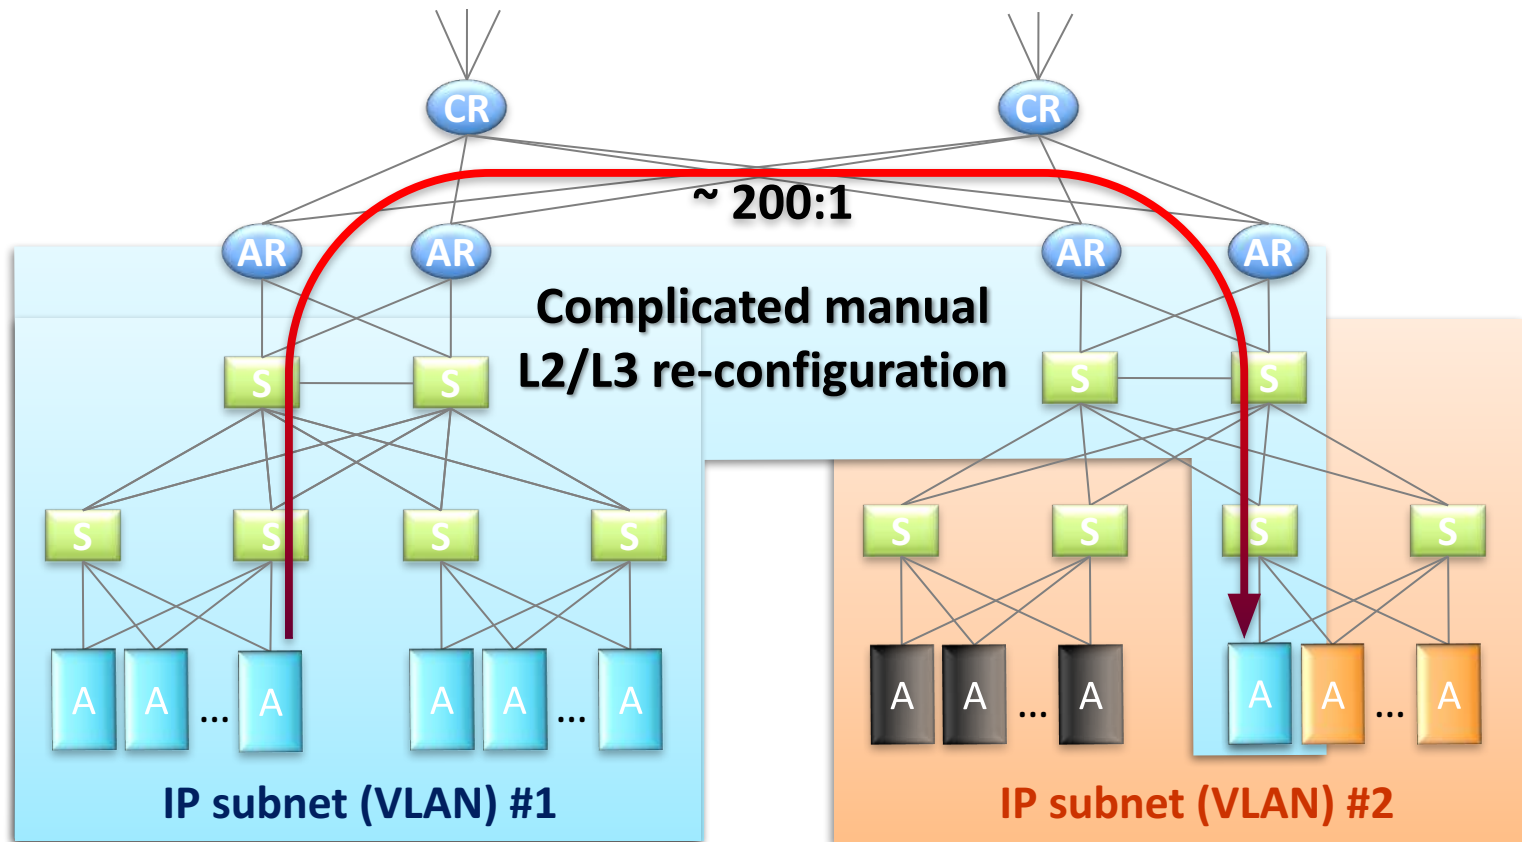 CR CR
~ 200:1
AR AR AR AR
Complicated manual
L2/L3 re-configuration
S S S S
S S S S S S S S
A A ... A A A ... A A A ... A A A ... A
IP subnet (VLAN) #1 IP subnet (VLAN) #2